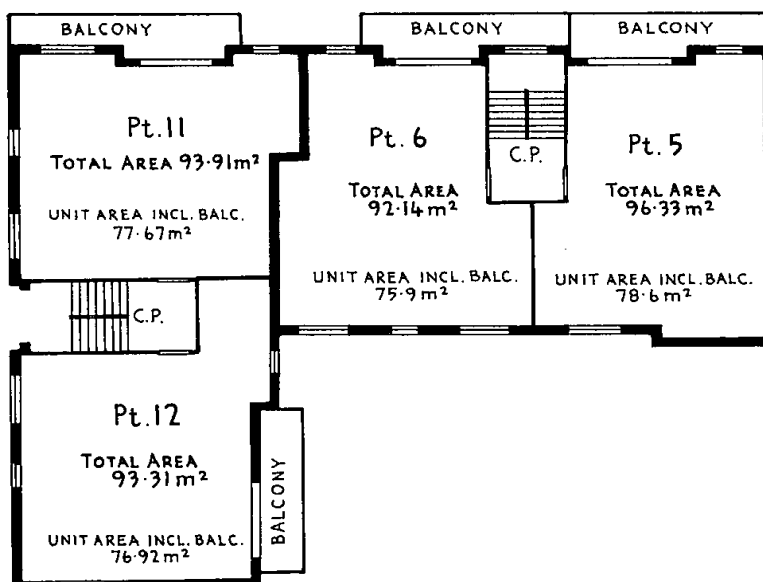 BALCONY
BALCONY
BALCONY
Pt. 11
TOTAL AREA 93·91m²
UNIT AREA INCL. BALC.
77·67m²
Pt. 6
TOTAL AREA
92·14m²
UNIT AREA INCL. BALC.
75·9m²
C.P.
Pt. 5
TOTAL AREA
96·33m²
UNIT AREA INCL. BALC.
78·6m²
C.P.
Pt. 12
TOTAL AREA
93·31m²
UNIT AREA INCL. BALC.
76·92m²
BALCONY